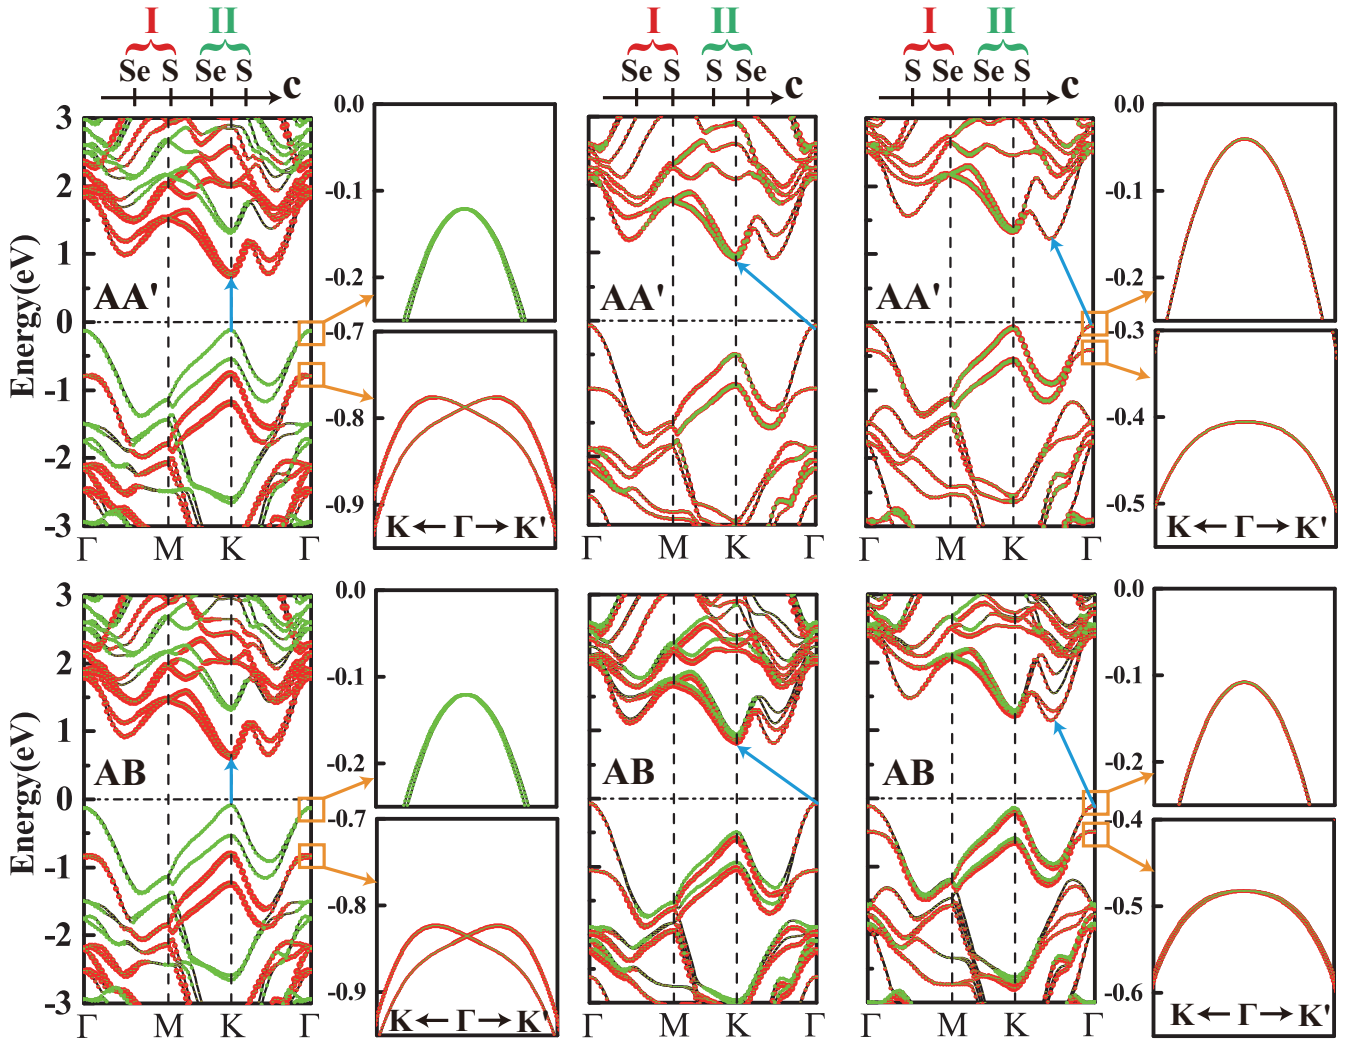 I II I II I II
Se S Se S c Se S S Se c S Se Se S c
3 0.0 0.0
2 -0.1 -0.1
1 -0.2 -0.2
Energy(eV)
AA' AA' AA'
0 -0.7 -0.3
-1 -0.8 -0.4
-2 -0.9 -0.5
-3 K ← Γ → K' K ← Γ → K'
Γ M K Γ Γ M K Γ Γ M K Γ
3 0.0 0.0
2 -0.1 -0.1
1 -0.2 -0.2
Energy(eV)
AB AB AB
0 -0.7 -0.4
-1 -0.8 -0.5
-2 -0.9 -0.6
-3 K ← Γ → K' K ← Γ → K'
Γ M K Γ Γ M K Γ Γ M K Γ